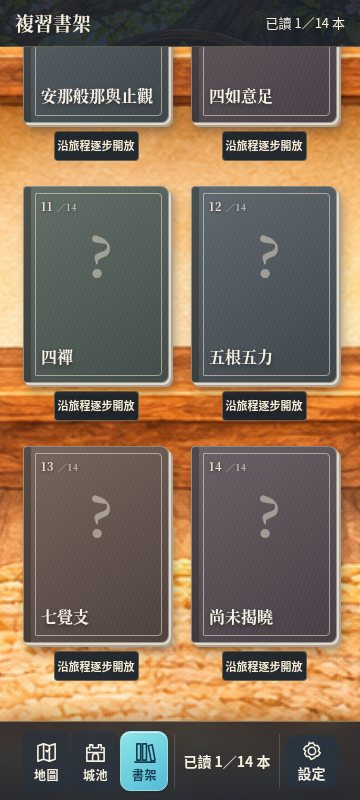 複習書架
已讀 1／14 本
安那般那與止觀
四如意足
沿旅程逐步開放
沿旅程逐步開放
11 ／14
?
四禪
12 ／14
?
五根五力
沿旅程逐步開放
沿旅程逐步開放
13 ／14
?
七覺支
14 ／14
?
尚未揭曉
沿旅程逐步開放
沿旅程逐步開放
地圖
城池
書架
已讀 1／14 本
設定